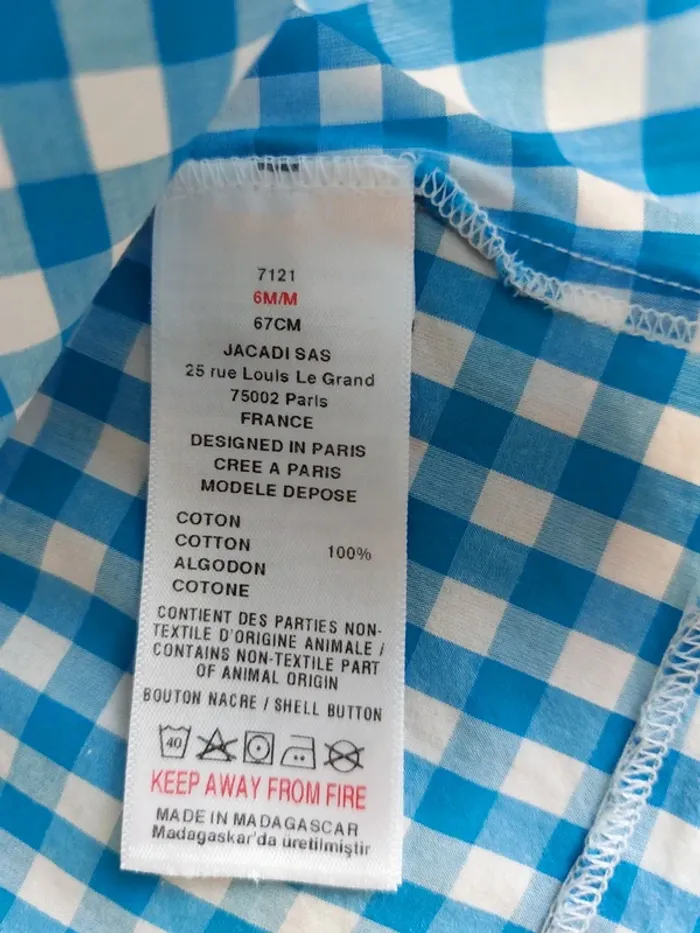 7121
6M/M
67CM
JACADI SAS
25 rue Louis Le Grand
75002 Paris
FRANCE
DESIGNED IN PARIS
CREE A PARIS
MODELE DEPOSE
COTON
COTTON
100%
ALGODON
COTONE
CONTIENT DES PARTIES NON-
TEXTILE D'ORIGINE ANIMALE /
CONTAINS NON-TEXTILE PART
OF ANIMAL ORIGIN
BOUTON NACRE / SHELL BUTTON
40
KEEP AWAY FROM FIRE
MADE IN MADAGASCAR
Madagaskar'da üretilmiştir